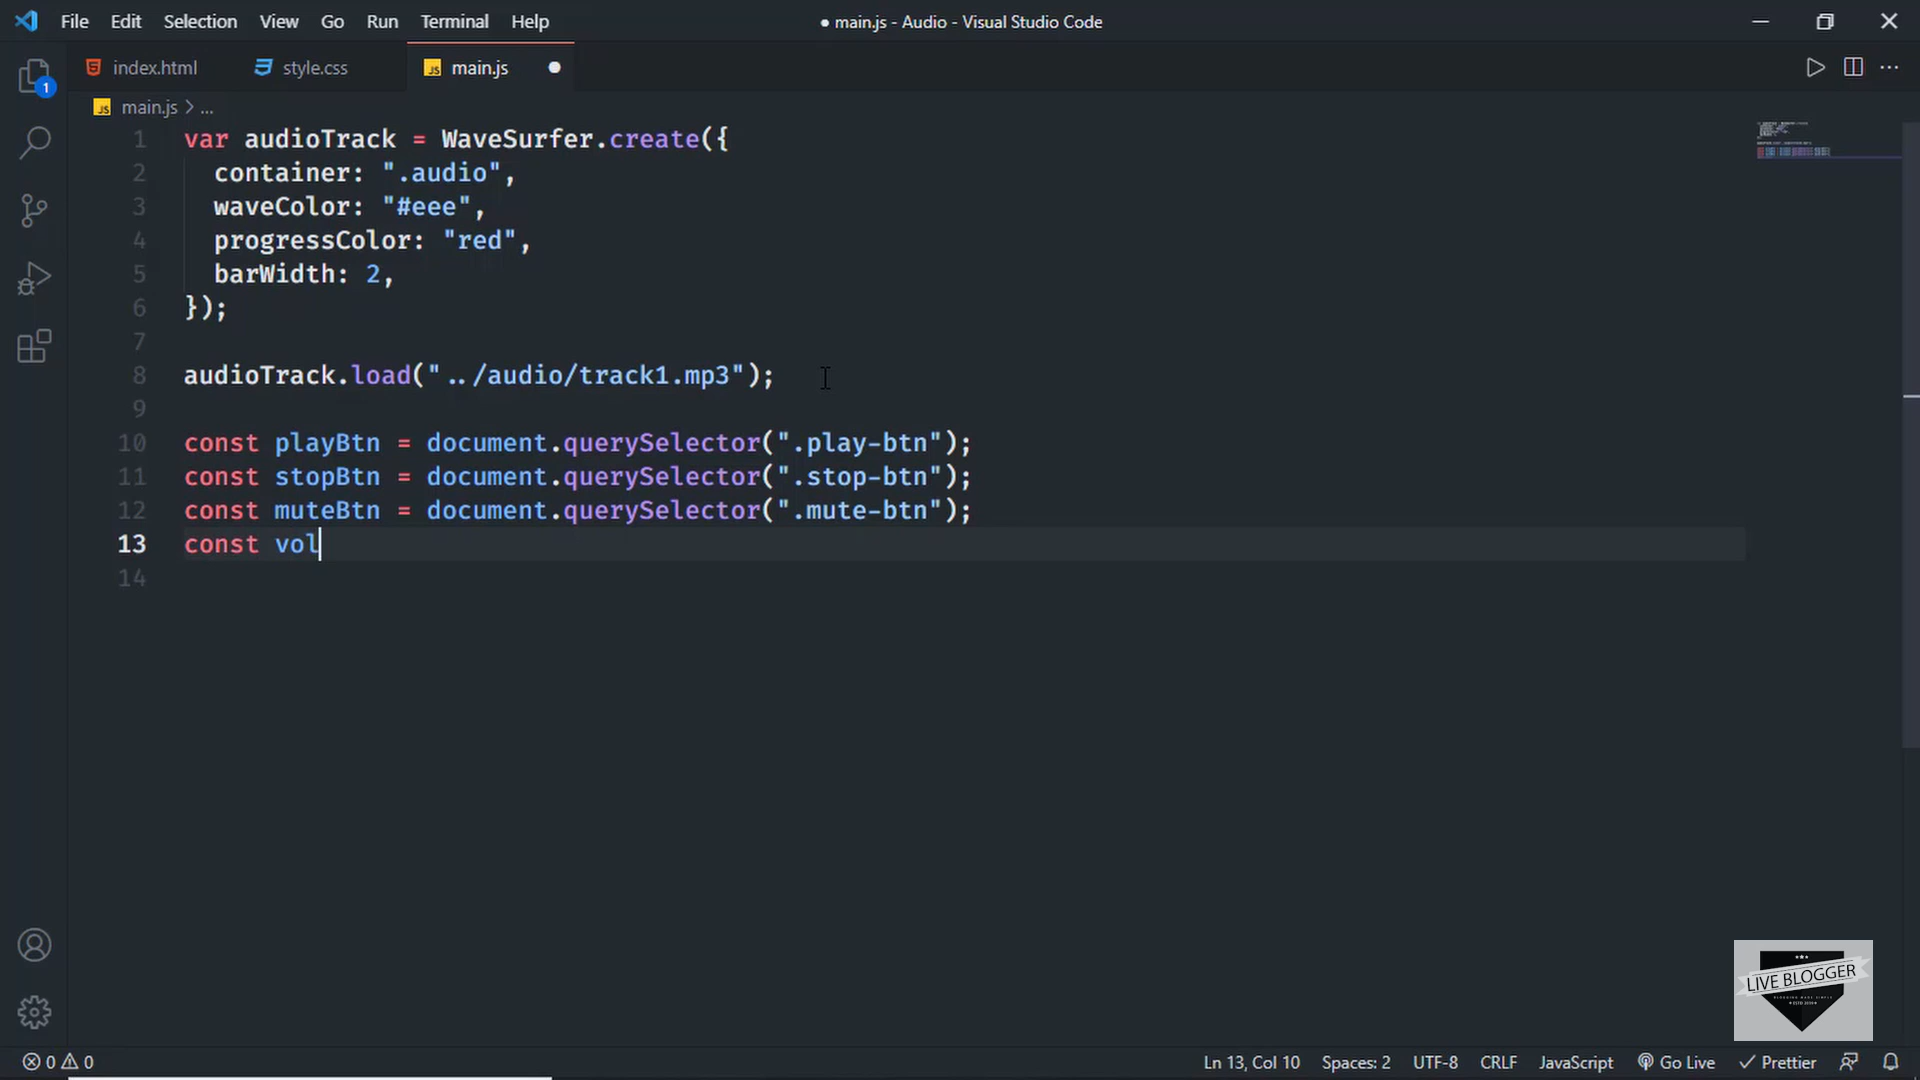 File Edit Selection View Go Run Terminal Help
● main.js - Audio - Visual Studio Code
index.html
style.css
JS main.js
1
JS main.js > ...
1 var audioTrack = WaveSurfer.create({
2 container: ".audio",
3 waveColor: "#eee",
4 progressColor: "red",
5 barWidth: 2,
6 });
7
8 audioTrack.load("../audio/track1.mp3");
9
10 const playBtn = document.querySelector(".play-btn");
11 const stopBtn = document.querySelector(".stop-btn");
12 const muteBtn = document.querySelector(".mute-btn");
13 const vol
14
LIVE BLOGGER
0 0
Ln 13, Col 10 Spaces: 2 UTF-8 CRLF JavaScript Go Live Prettier